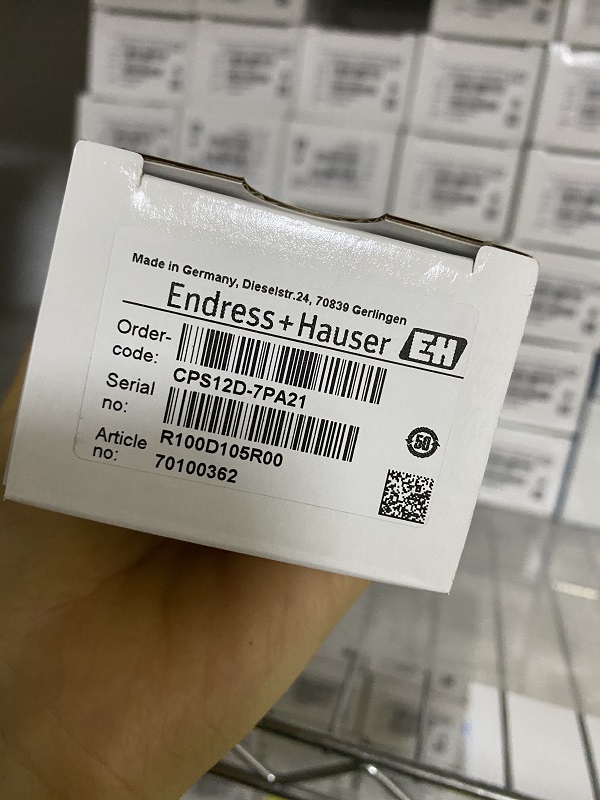 Made in Germany, Dieselstr.24, 70839 Gerlingen
Endress+Hauser EH
Order-code: CPS12D-7PA21
Serial no: R100D105R00
Article no: 70100362
50